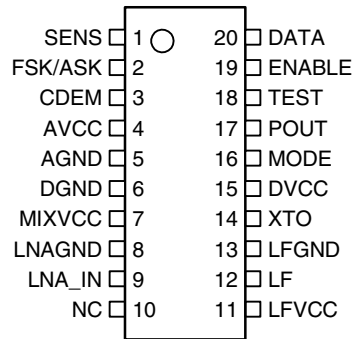 SENS 1 20 DATA
FSK/ASK 2 19 ENABLE
CDEM 3 18 TEST
AVCC 4 17 POUT
AGND 5 16 MODE
DGND 6 15 DVCC
MIXVCC 7 14 XTO
LNAGND 8 13 LFGND
LNA_IN 9 12 LF
NC 10 11 LFVCC